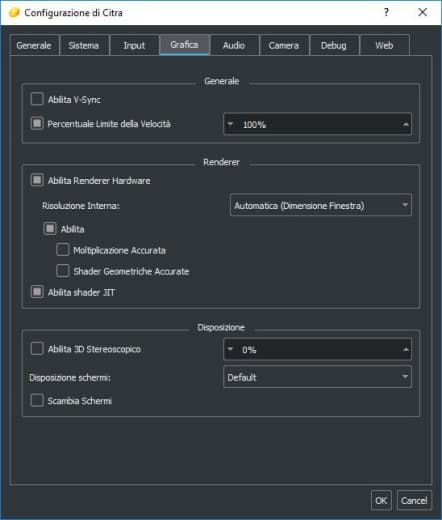 Configurazione di Citra
Generale Sistema Input Grafica Audio Camera Debug Web
Generale
Abilita V-Sync
Percentuale Limite della Velocità 100%
Renderer
Abilita Renderer Hardware
Risoluzione Interna: Automatica (Dimensione Finestra)
Abilita
Moltiplicazione Accurata
Shader Geometriche Accurate
Abilita shader JIT
Disposizione
Abilita 3D Stereoscopico 0%
Disposizione schermi: Default
Scambia Schermi
OK Cancel